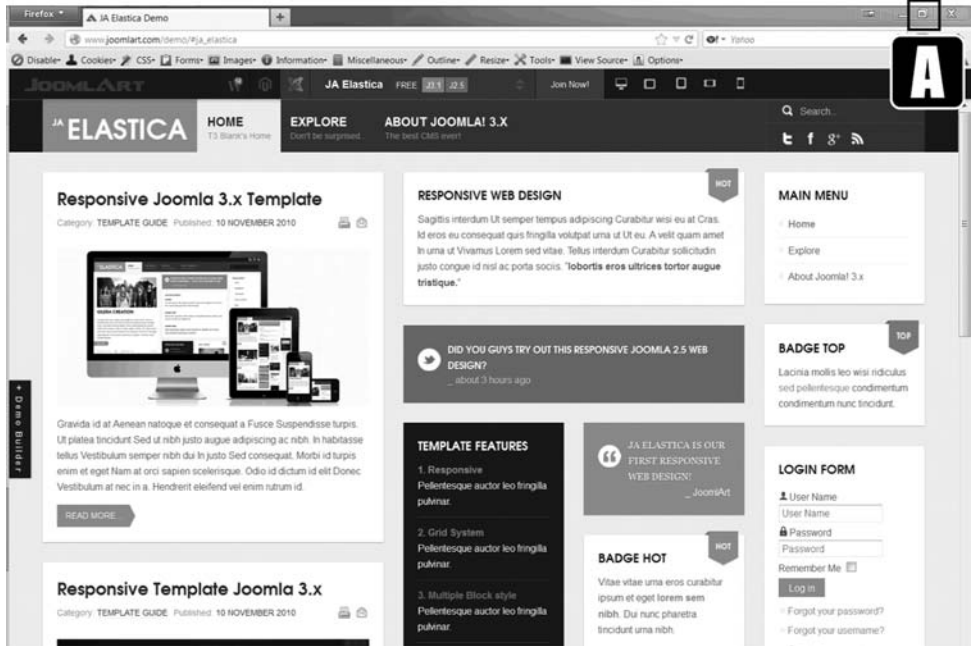 Firefox
JA Elastica Demo
www.joomlart.com/demo/#ja_elastica
Yahoo
Disable Cookies CSS Forms Images Information Miscellaneous Outline Resize Tools View Source Options
A
JOOMLART
JA Elastica FREE J3.1 J2.5 Join Now!
JA ELASTICA
HOME
T3 Blank's Home
EXPLORE
Don't be surprised...
ABOUT JOOMLA! 3.X
The best CMS ever!
Search...
Responsive Joomla 3.x Template
Category: TEMPLATE GUIDE Published: 10 NOVEMBER 2010
Gravida id at Aenean natoque et consequat a Fusce Suspendisse turpis.
Ut platea tincidunt Sed ut nibh justo augue adipiscing ac nibh. In habitasse
tellus Vestibulum semper nibh dui In justo Sed consequat. Morbi id turpis
enim et eget Nam at orci sapien scelerisque. Odio id dictum id elit Donec
Vestibulum at nec in a. Hendrerit eleifend vel enim rutrum id.
READ MORE...
Responsive Template Joomla 3.x
Category: TEMPLATE GUIDE Published: 10 NOVEMBER 2010
+ Demo Builder
HOT
RESPONSIVE WEB DESIGN
Sagittis interdum Ut semper tempus adipiscing Curabitur wisi eu at Cras.
Id eros eu consequat quis fringilla volutpat urna ut Ut eu. A velit quam amet
In urna ut Vivamus Lorem sed vitae. Tellus interdum Curabitur sollicitudin
justo congue id nisl ac porta sociis. "lobortis eros ultrices tortor augue
tristique."
DID YOU GUYS TRY OUT THIS RESPONSIVE JOOMLA 2.5 WEB
DESIGN?
_ about 3 hours ago
TEMPLATE FEATURES
1. Responsive
Pellentesque auctor leo fringilla
pulvinar.
2. Grid System
Pellentesque auctor leo fringilla
pulvinar.
3. Multiple Block style
Pellentesque auctor leo fringilla
pulvinar.
JA ELASTICA IS OUR
FIRST RESPONSIVE
WEB DESIGN!
_ JoomlArt
HOT
BADGE HOT
Vitae vitae urna eros curabitur
ipsum et eget lorem sem
nibh. Dui nunc pharetra
tincidunt urna nibh.
MAIN MENU
Home
Explore
About Joomla! 3.x
TOP
BADGE TOP
Lacinia mollis leo wisi ridiculus
sed pellentesque condimentum
condimentum nunc tincidunt.
LOGIN FORM
User Name
User Name
Password
Password
Remember Me
Log in
Forgot your password?
Forgot your username?